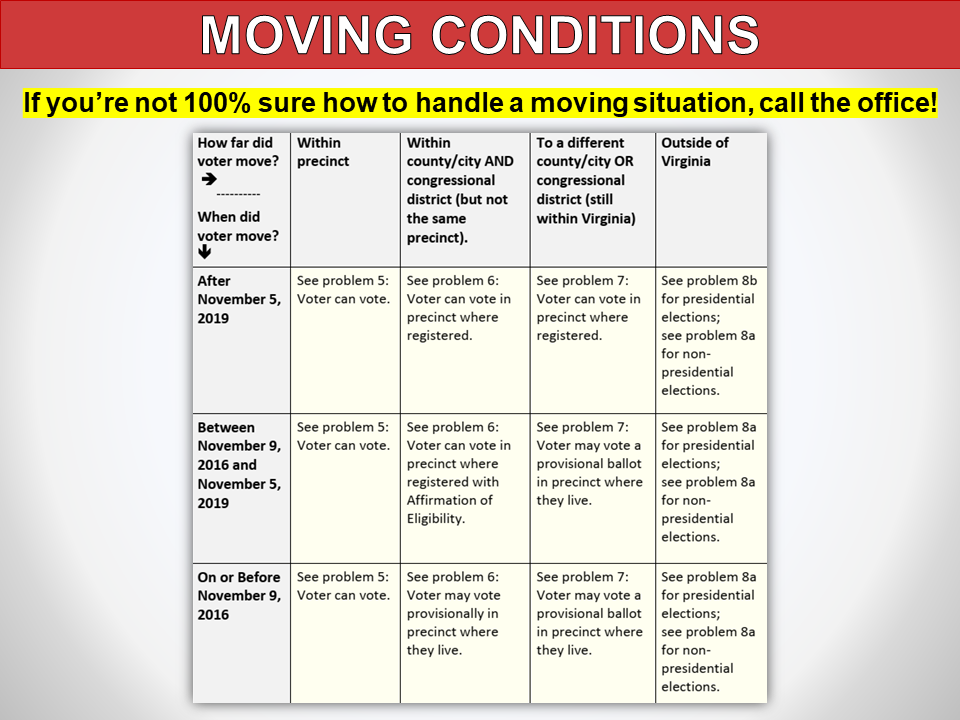 MOVING CONDITIONS
If you're not 100% sure how to handle a moving situation, call the office!
How far did
voter move?
➔
----------
When did
voter move?
🡫
Within
precinct
Within
county/city AND
congressional
district (but not
the same
precinct).
To a different
county/city OR
congressional
district (still
within Virginia)
Outside of
Virginia
After
November 5,
2019
See problem 5:
Voter can vote.
See problem 6:
Voter can vote in
precinct where
registered.
See problem 7:
Voter can vote in
precinct where
registered.
See problem 8b
for presidential
elections;
see problem 8a
for non-
presidential
elections.
Between
November 9,
2016 and
November 5,
2019
See problem 5:
Voter can vote.
See problem 6:
Voter can vote in
precinct where
registered with
Affirmation of
Eligibility.
See problem 7:
Voter may vote a
provisional ballot
in precinct where
they live.
See problem 8a
for presidential
elections;
see problem 8a
for non-
presidential
elections.
On or Before
November 9,
2016
See problem 5:
Voter can vote.
See problem 6:
Voter may vote
provisionally in
precinct where
they live.
See problem 7:
Voter may vote a
provisional ballot
in precinct where
they live.
See problem 8a
for presidential
elections;
see problem 8a
for non-
presidential
elections.